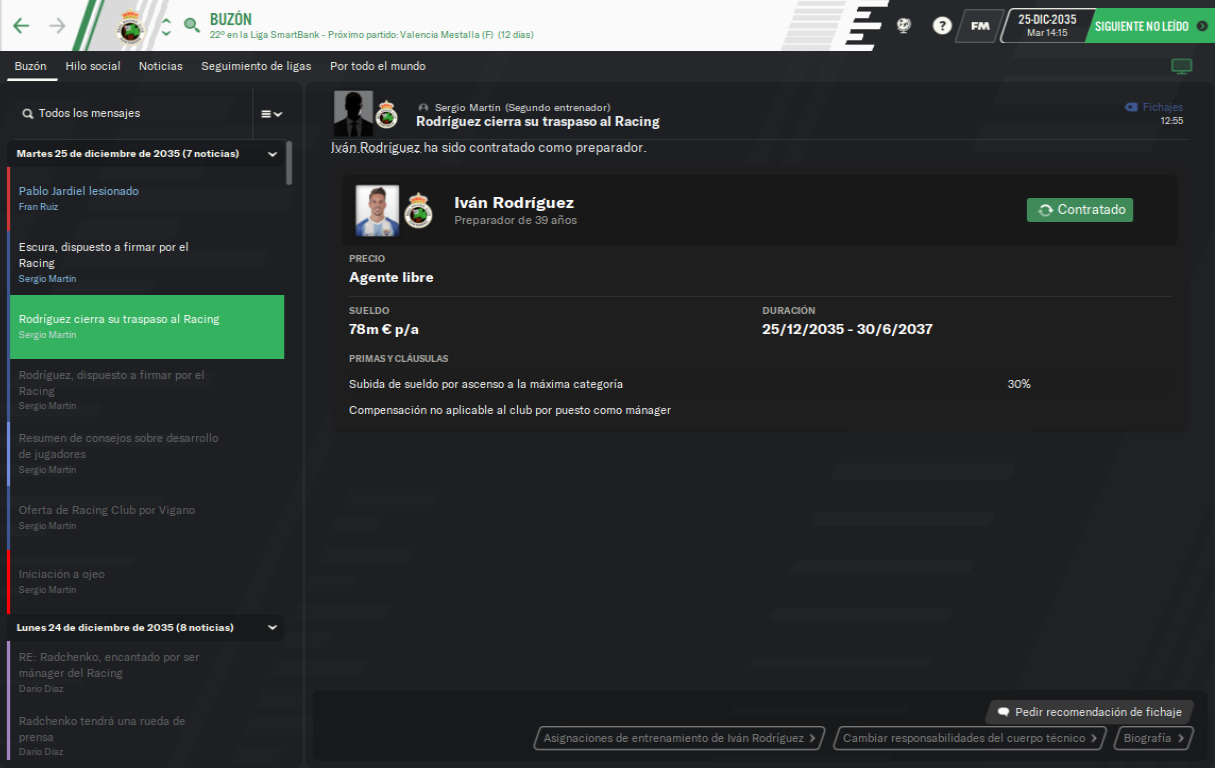 BUZÓN
22º en la Liga SmartBank - Próximo partido: Valencia Mestalla (F) (12 días)
?
FM
25-DIC-2035
Mar 14:15
SIGUIENTE NO LEÍDO
Buzón Hilo social Noticias Seguimiento de ligas Por todo el mundo
Todos los mensajes
Martes 25 de diciembre de 2035 (7 noticias)
Pablo Jardiel lesionado
Fran Ruiz
Escura, dispuesto a firmar por el
Racing
Sergio Martín
Rodríguez cierra su traspaso al Racing
Sergio Martín
Rodríguez, dispuesto a firmar por el
Racing
Sergio Martín
Resumen de consejos sobre desarrollo
de jugadores
Sergio Martín
Oferta de Racing Club por Vigano
Sergio Martín
Iniciación a ojeo
Sergio Martín
Lunes 24 de diciembre de 2035 (8 noticias)
RE: Radchenko, encantado por ser
mánager del Racing
Darío Díaz
Radchenko tendrá una rueda de
prensa
Darío Díaz
Sergio Martín (Segundo entrenador)
Rodríguez cierra su traspaso al Racing
Fichajes
12:55
Iván Rodríguez ha sido contratado como preparador.
Iván Rodríguez
Preparador de 39 años
Contratado
PRECIO
Agente libre
SUELDO
78m € p/a
DURACIÓN
25/12/2035 - 30/6/2037
PRIMAS Y CLÁUSULAS
Subida de sueldo por ascenso a la máxima categoría 30%
Compensación no aplicable al club por puesto como mánager
Pedir recomendación de fichaje
Asignaciones de entrenamiento de Iván Rodríguez
Cambiar responsabilidades del cuerpo técnico
Biografía